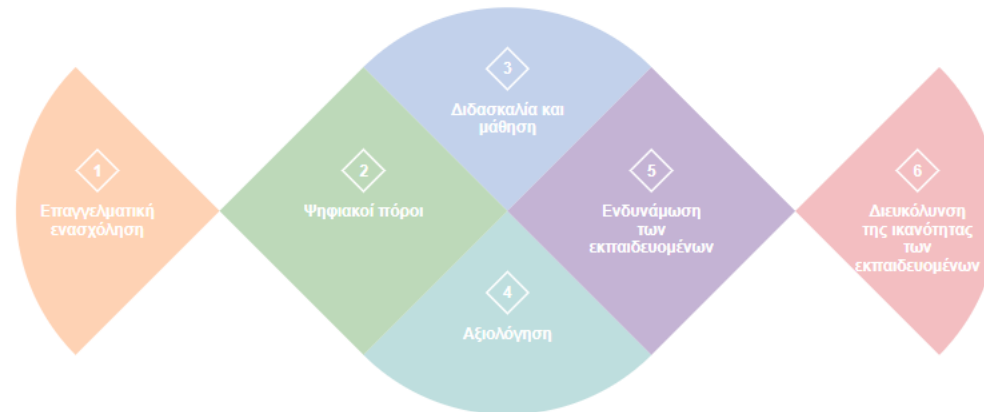 1
Επαγγελματική
ενασχόληση
2
Ψηφιακοί πόροι
3
Διδασκαλία και
μάθηση
4
Αξιολόγηση
5
Ενδυνάμωση
των
εκπαιδευομένων
6
Διευκόλυνση
της ικανότητας
των
εκπαιδευομένων